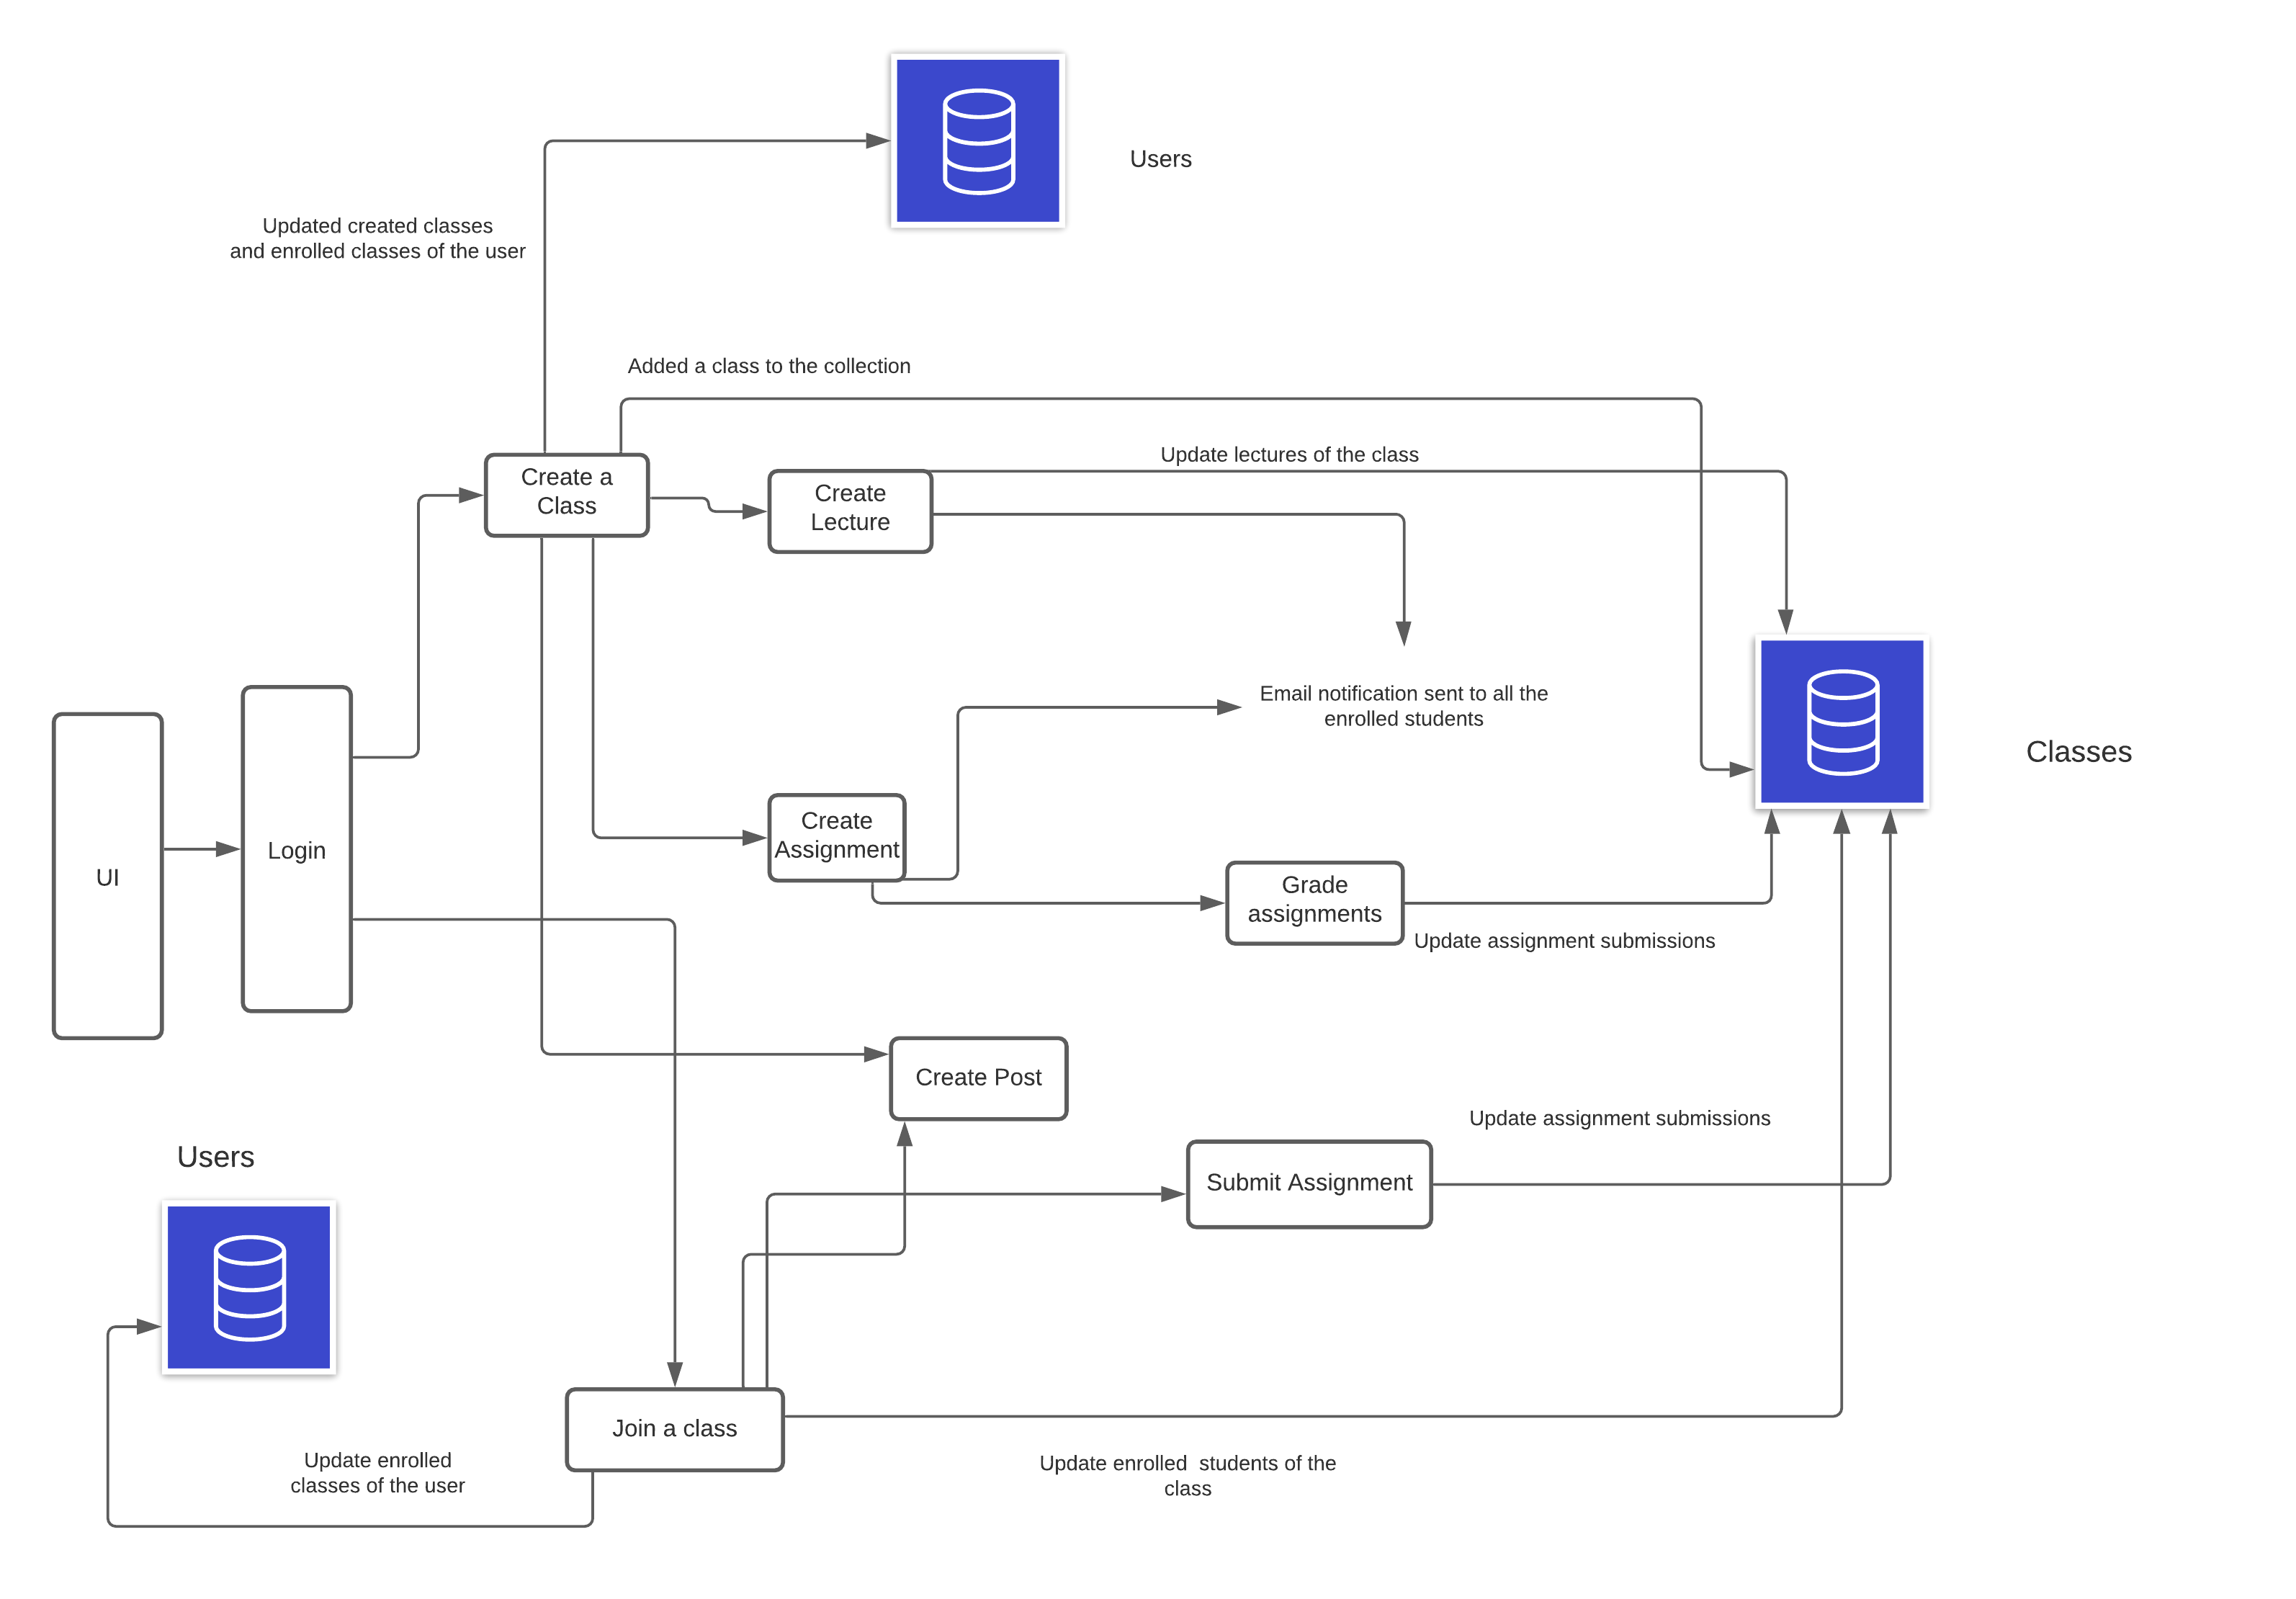 Users
Updated created classes
and enrolled classes of the user
Added a class to the collection
Update lectures of the class
Create a
Class
Create
Lecture
Email notification sent to all the
enrolled students
Classes
Create
Assignment
UI
Login
Grade
assignments
Update assignment submissions
Create Post
Update assignment submissions
Users
Submit Assignment
Join a class
Update enrolled
classes of the user
Update enrolled  students of the
class